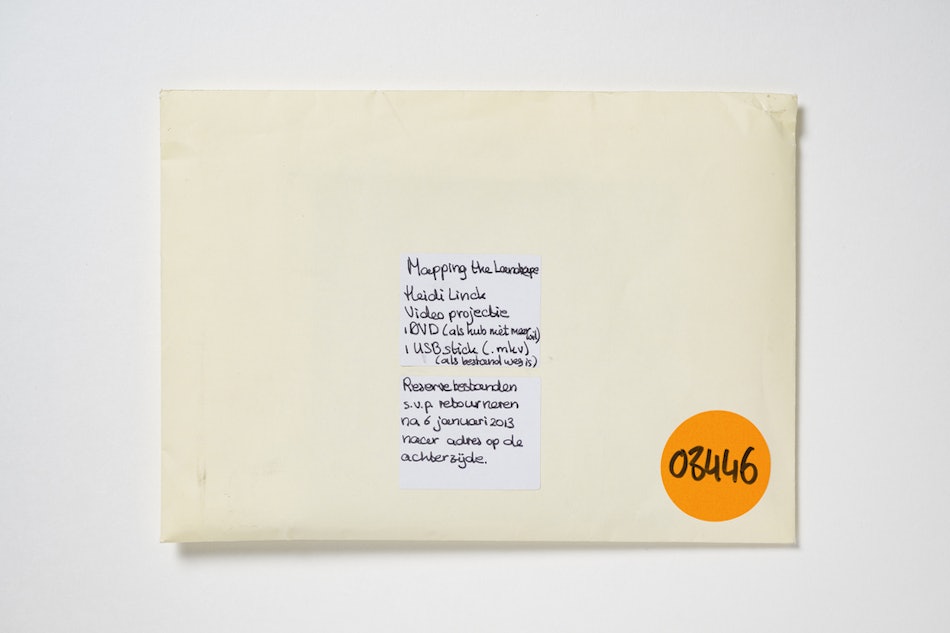 Mapping the Landkape
Heidi Linck
Video projectie
1 DVD (als hub niet meer wil)
1 USB stick (.mkv)
(als bestand weg is)
Reserve bestanden
s.v.p. retourneren
na 6 januari 2013
naar adres op de
achterzijde.
08446